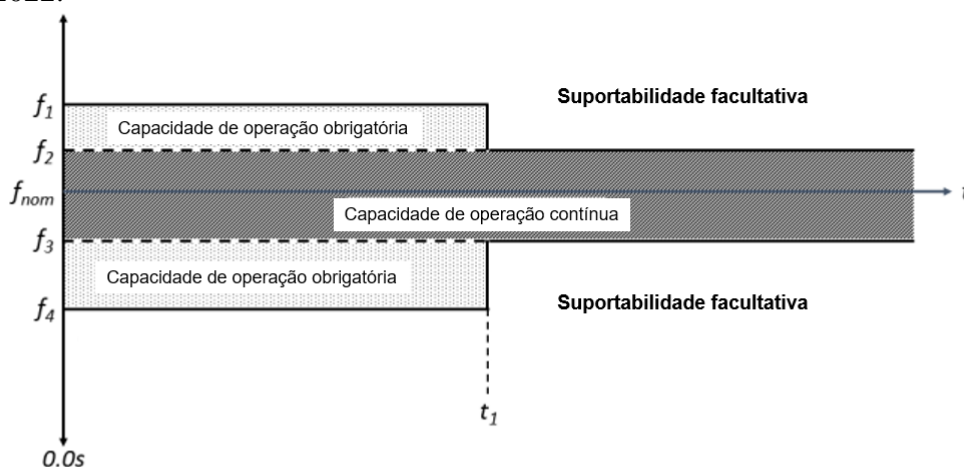 f1
Suportabilidade facultativa
Capacidade de operação obrigatória
f2
fnom
Capacidade de operação contínua
f3
Capacidade de operação obrigatória
f4
Suportabilidade facultativa
t1
0.0s